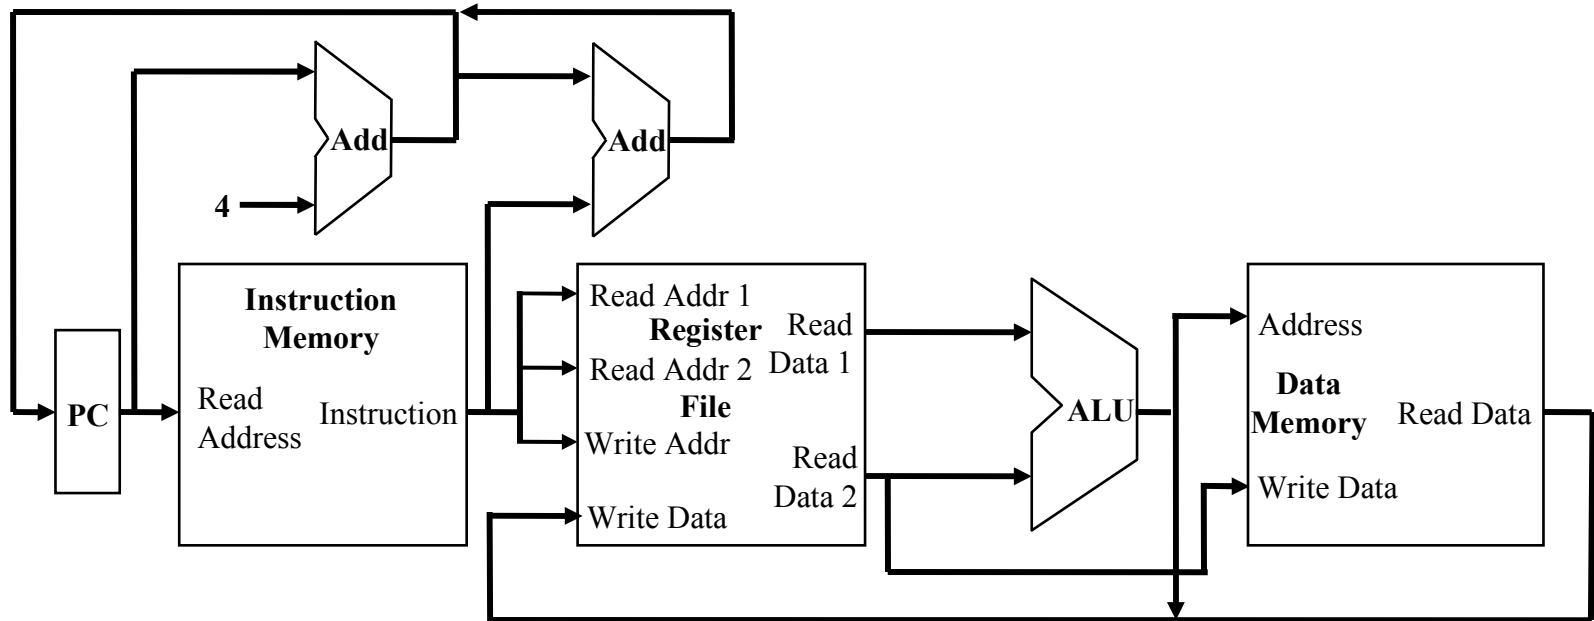 Add
Add
4
Instruction
Memory
Read
Address
Instruction
PC
Read Addr 1
Register
Read
Data 1
Read Addr 2
File
Write Addr
Read
Data 2
Write Data
ALU
Address
Data
Memory
Read Data
Write Data